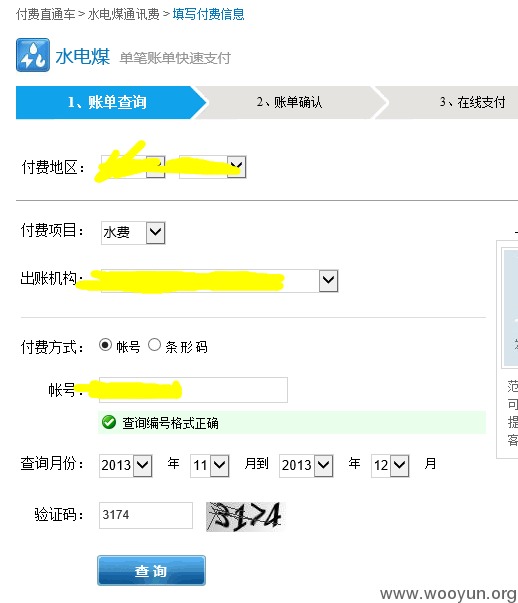 付费直通车 > 水电煤通讯费 > 填写付费信息
水电煤 单笔账单快速支付
1、账单查询 2、账单确认 3、在线支付
付费地区：
付费项目： 水费
出账机构：
付费方式： 帐号 条形码
帐号：
查询编号格式正确
查询月份： 2013 年 11 月到 2013 年 12 月
验证码： 3174 3174
查 询
范
可
提
客
www.wooyun.org